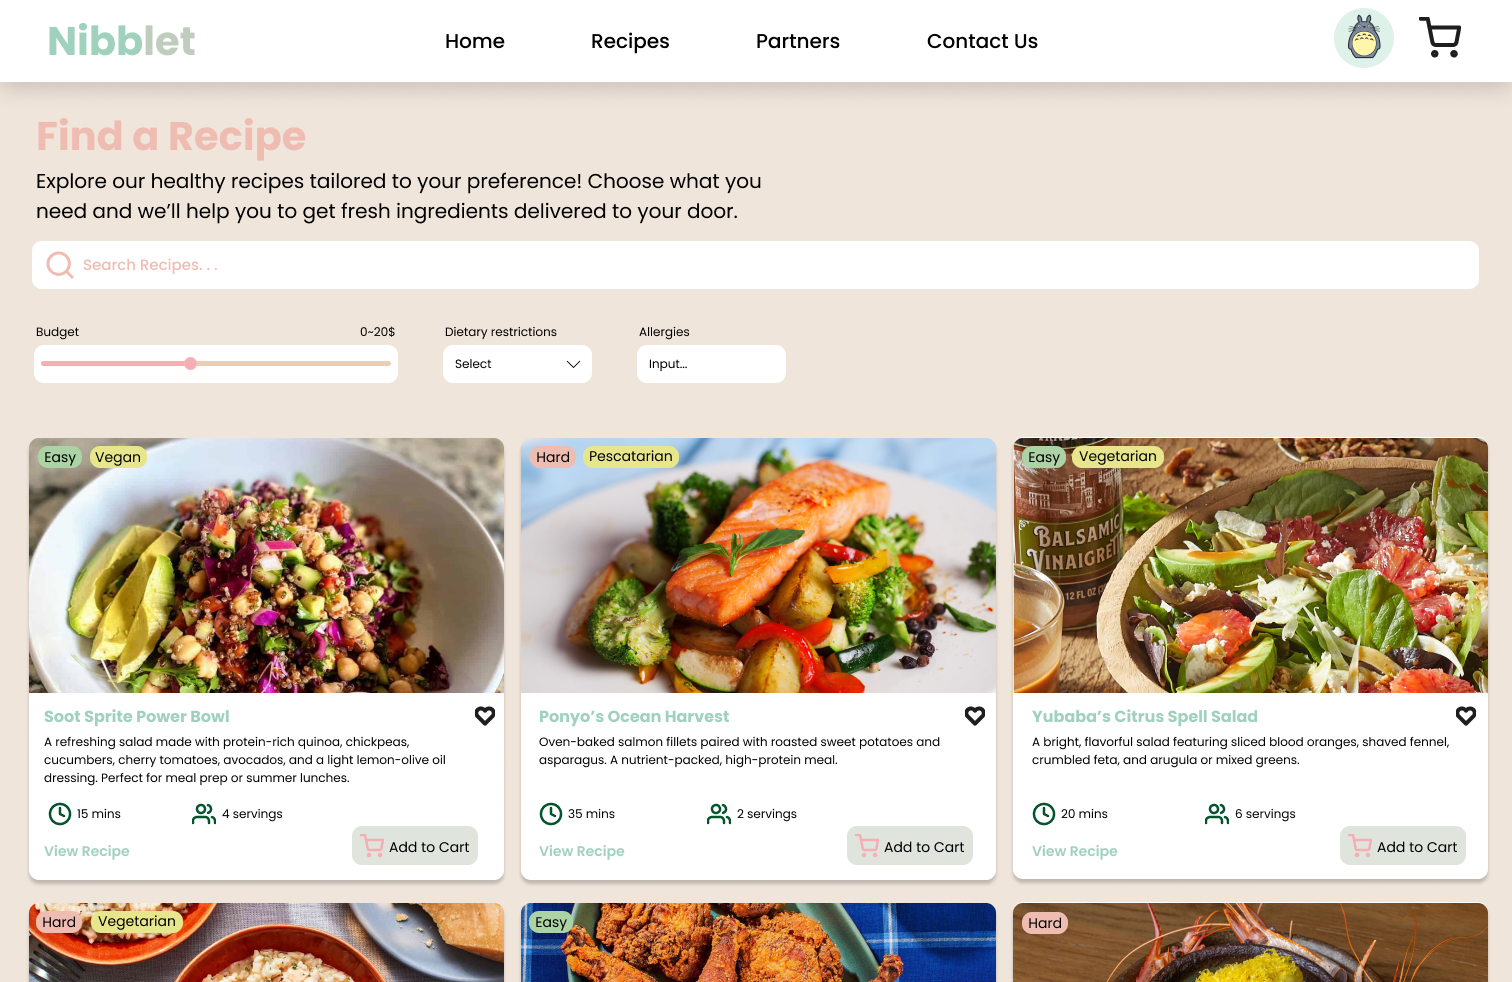 Nibblet
Home
Recipes
Partners
Contact Us
Find a Recipe
Explore our healthy recipes tailored to your preference! Choose what you
need and we’ll help you to get fresh ingredients delivered to your door.
Search Recipes. . .
Budget
0~20$
Dietary restrictions
Allergies
Select
Input...
Easy
Vegan
Hard
Pescatarian
Easy
Vegetarian
BALSAMIC
VINAIGRET
12 FL OZ
Soot Sprite Power Bowl
A refreshing salad made with protein-rich quinoa, chickpeas,
cucumbers, cherry tomatoes, avocados, and a light lemon-olive oil
dressing. Perfect for meal prep or summer lunches.
15 mins
4 servings
View Recipe
Add to Cart
Ponyo’s Ocean Harvest
Oven-baked salmon fillets paired with roasted sweet potatoes and
asparagus. A nutrient-packed, high-protein meal.
35 mins
2 servings
View Recipe
Add to Cart
Yubaba’s Citrus Spell Salad
A bright, flavorful salad featuring sliced blood oranges, shaved fennel,
crumbled feta, and arugula or mixed greens.
20 mins
6 servings
View Recipe
Add to Cart
Hard
Vegetarian
Easy
Hard